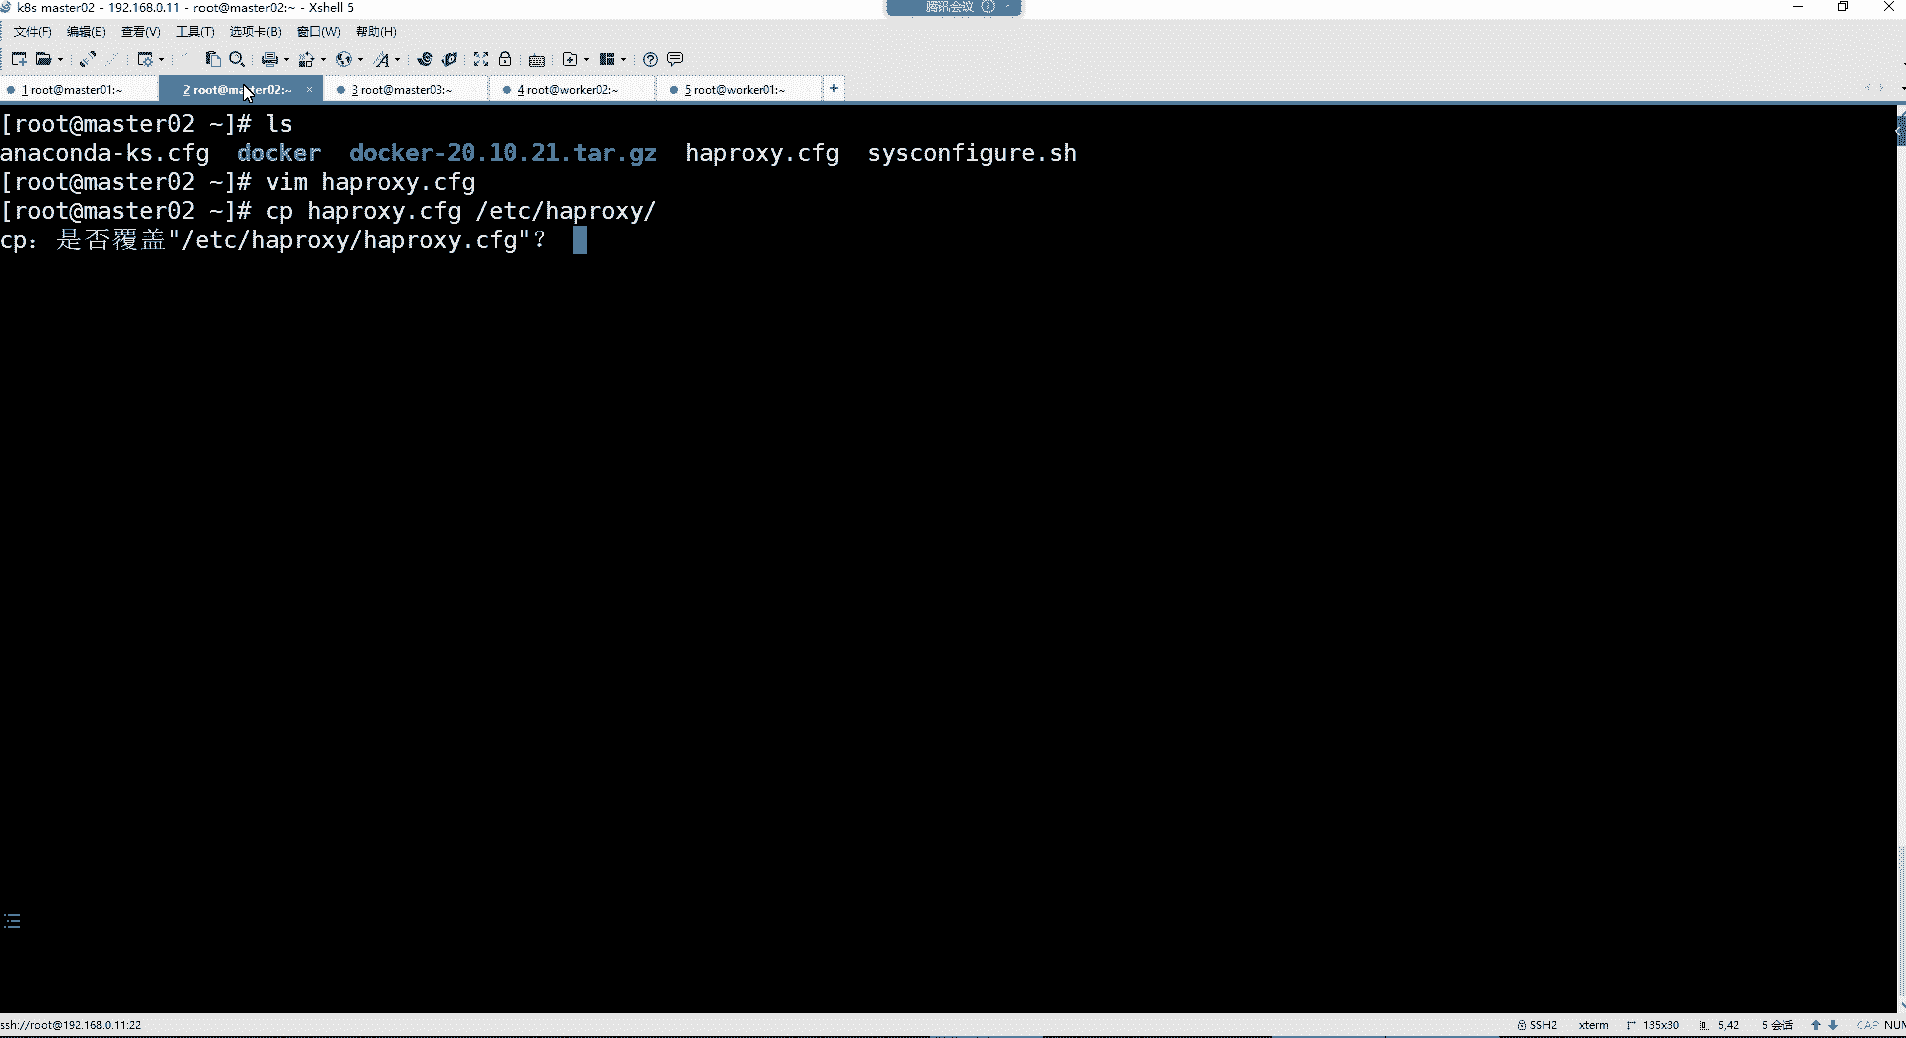 k8s master02 - 192.168.0.11 - root@master02:~ - Xshell 5
腾讯会议
文件(F) 编辑(E) 查看(V) 工具(T) 选项卡(B) 窗口(W) 帮助(H)
1 root@master01:~ 2 root@master02:~ × 3 root@master03:~ 4 root@worker02:~ 5 root@worker01:~ +
[root@master02 ~]# ls
anaconda-ks.cfg docker docker-20.10.21.tar.gz haproxy.cfg sysconfigure.sh
[root@master02 ~]# vim haproxy.cfg
[root@master02 ~]# cp haproxy.cfg /etc/haproxy/
cp：是否覆盖"/etc/haproxy/haproxy.cfg"？
ssh://root@192.168.0.11:22 SSH2 xterm 135x30 5,42 5 会话 CAP NUM